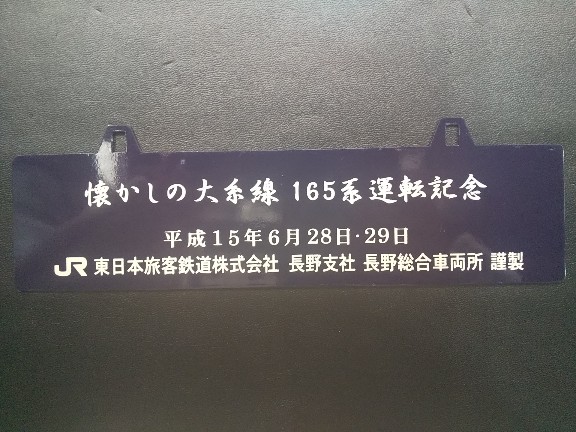 懐かしの大糸線 165系運転記念
平成15年6月28日·29日
JR 東日本旅客鉄道株式会社 長野支社 長野総合車両所 謹製